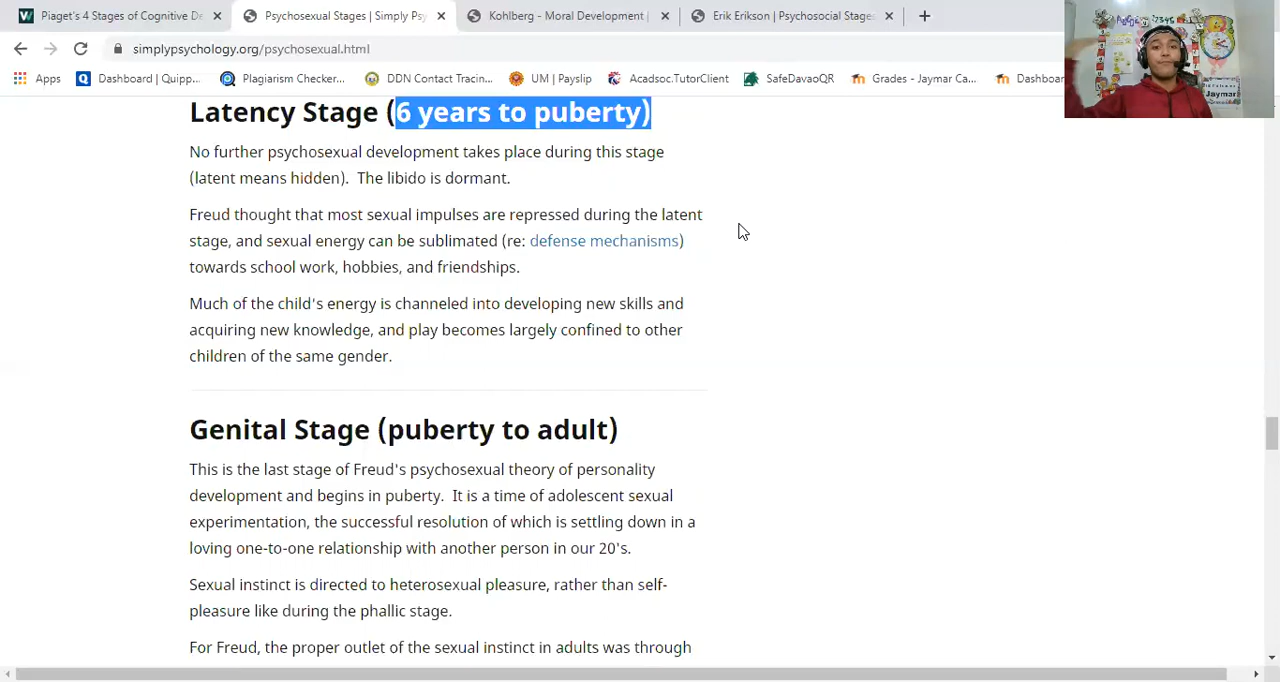 Piaget's 4 Stages of Cognitive De
Psychosexual Stages | Simply Psy
Kohlberg - Moral Development |
Erik Erikson | Psychosocial Stages
simplypsychology.org/psychosexual.html
Apps
Dashboard | Quipp...
Plagiarism Checker...
DDN Contact Tracin...
UM | Payslip
Acadsoc.TutorClient
SafeDavaoQR
Grades - Jaymar Ca...
Dashboar
Jaymar
Latency Stage (6 years to puberty)
No further psychosexual development takes place during this stage
(latent means hidden).  The libido is dormant.
Freud thought that most sexual impulses are repressed during the latent
stage, and sexual energy can be sublimated (re: defense mechanisms)
towards school work, hobbies, and friendships.
Much of the child's energy is channeled into developing new skills and
acquiring new knowledge, and play becomes largely confined to other
children of the same gender.
Genital Stage (puberty to adult)
This is the last stage of Freud's psychosexual theory of personality
development and begins in puberty.  It is a time of adolescent sexual
experimentation, the successful resolution of which is settling down in a
loving one-to-one relationship with another person in our 20's.
Sexual instinct is directed to heterosexual pleasure, rather than self-
pleasure like during the phallic stage.
For Freud, the proper outlet of the sexual instinct in adults was through